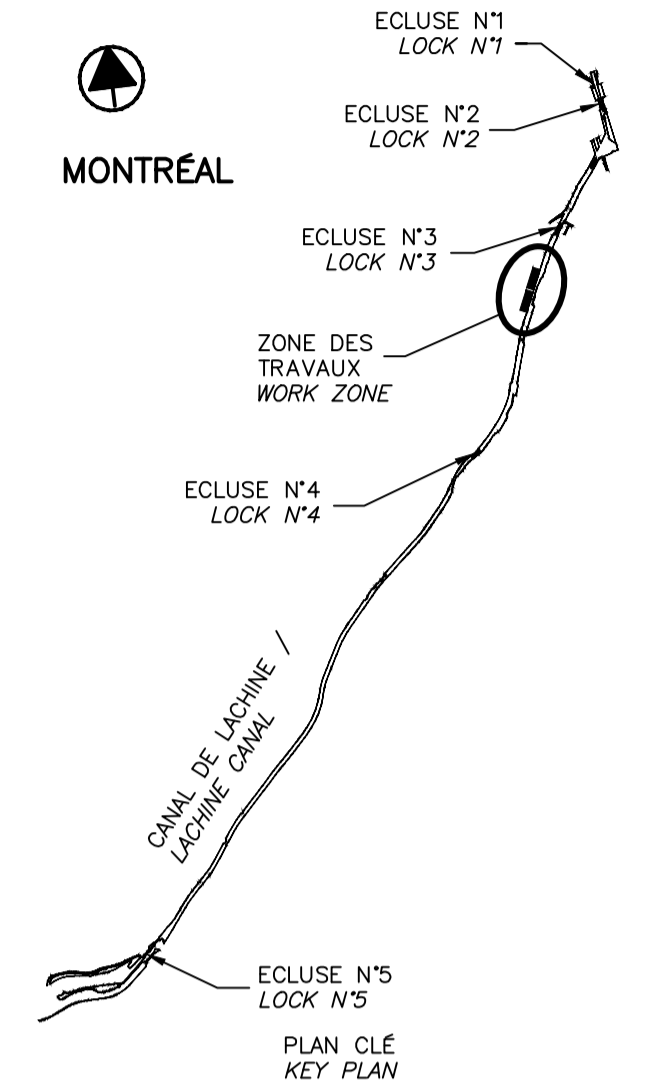 ECLUSE N°1
LOCK N°1
ECLUSE N°2
LOCK N°2
MONTRÉAL
ECLUSE N°3
LOCK N°3
ZONE DES
TRAVAUX
WORK ZONE
ECLUSE N°4
LOCK N°4
CANAL DE LACHINE /
LACHINE CANAL
ECLUSE N°5
LOCK N°5
PLAN CLÉ
KEY PLAN